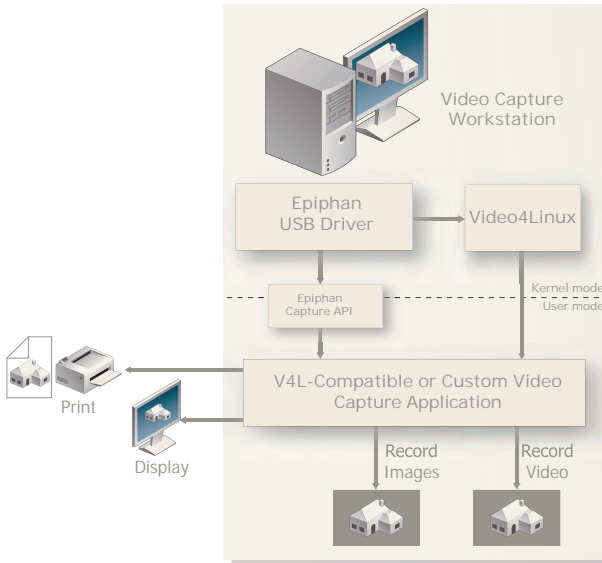 Video Capture
Workstation
Epiphan
USB Driver
Video4Linux
Kernel mode
User mode
Epiphan
Capture API
V4L-Compatible or Custom Video
Capture Application
Print
Display
Record
Images
Record
Video